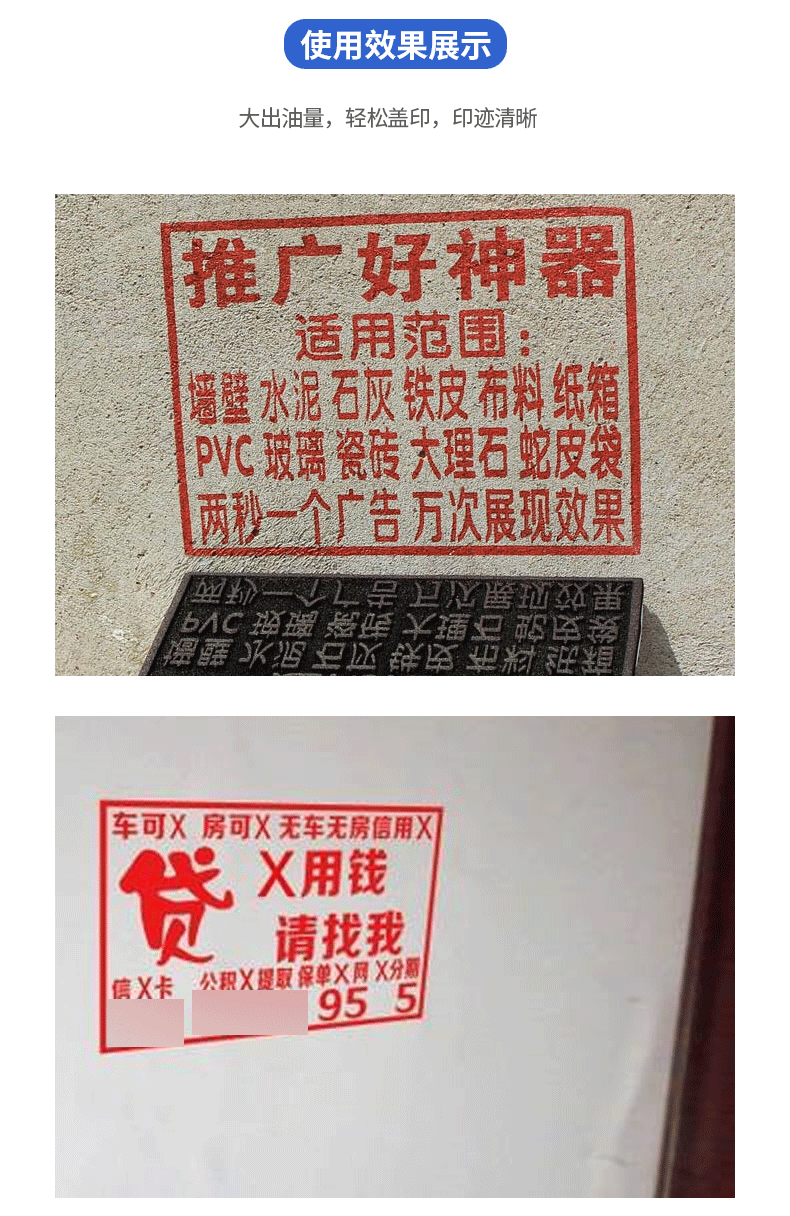 使用效果展示
大出油量，轻松盖印，印迹清晰
推广好神器
适用范围：
墙壁 水泥 石灰 铁皮 布料 纸箱
PVC 玻璃 瓷砖 大理石 蛇皮袋
两秒一个广告 万次展现效果
车可X 房可X 无车无房信用X
贷 X用钱
请找我
信X卡 公积X提取 保单X网 X分期
95 5